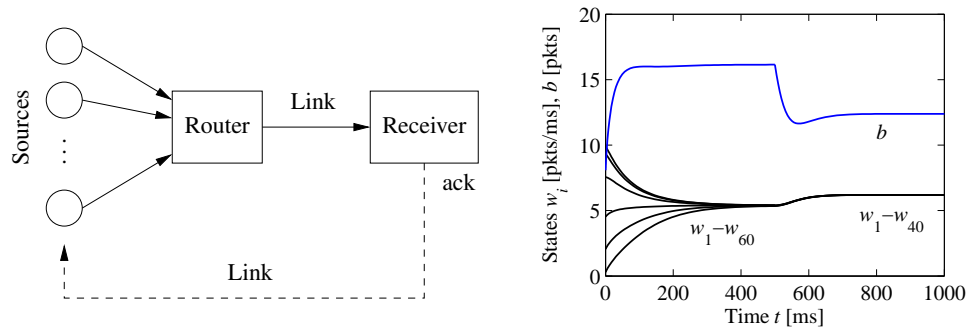 Sources
...
Router
Link
Receiver
ack
Link
States w_i [pkts/ms], b [pkts]
20
15
10
5
0
b
w_1−w_60
w_1−w_40
0 200 400 600 800 1000
Time t [ms]